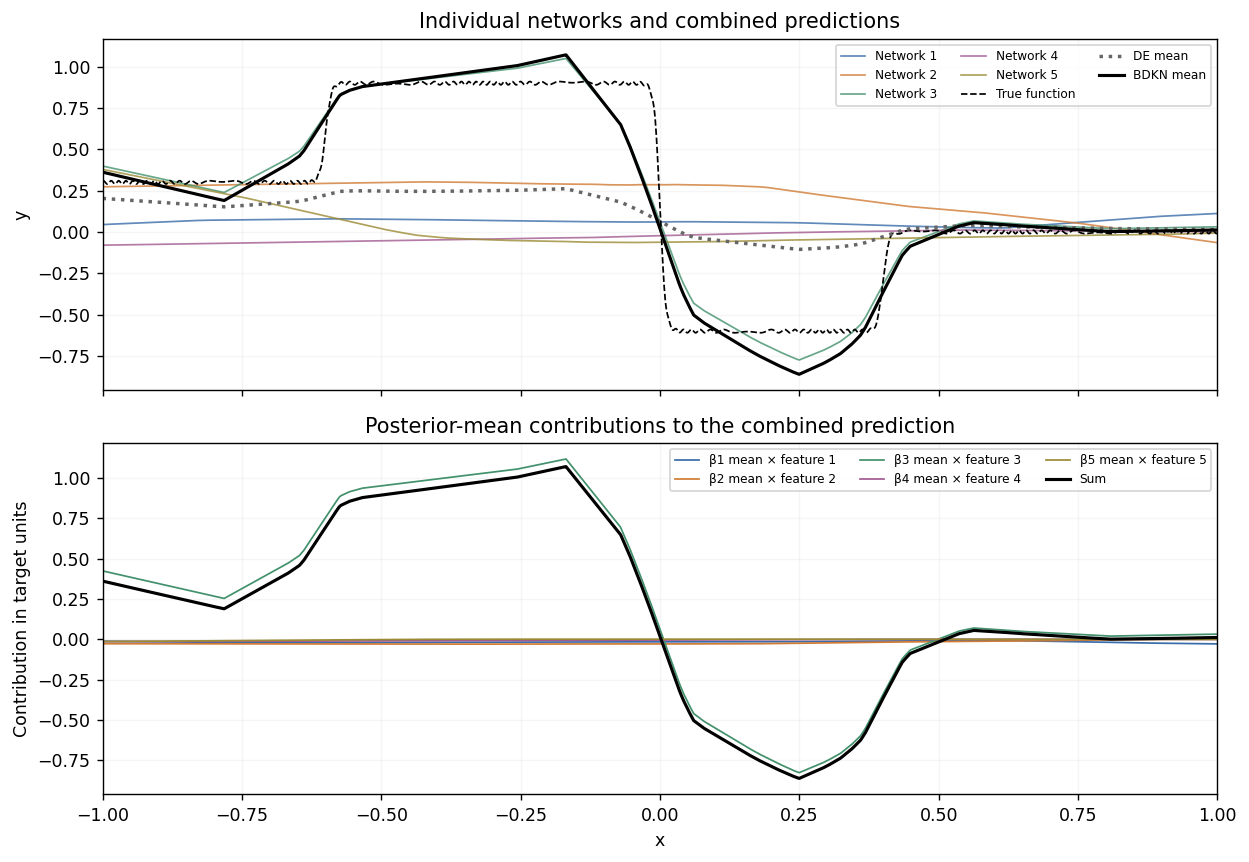 Individual networks and combined predictions
Network 1 Network 4 DE mean
Network 2 Network 5 BDKN mean
Network 3 True function
1.00
0.75
0.50
0.25
0.00
−0.25
−0.50
−0.75
y
Posterior-mean contributions to the combined prediction
β1 mean × feature 1 β3 mean × feature 3 β5 mean × feature 5
β2 mean × feature 2 β4 mean × feature 4 Sum
1.00
0.75
0.50
0.25
0.00
−0.25
−0.50
−0.75
Contribution in target units
−1.00 −0.75 −0.50 −0.25 0.00 0.25 0.50 0.75 1.00
x